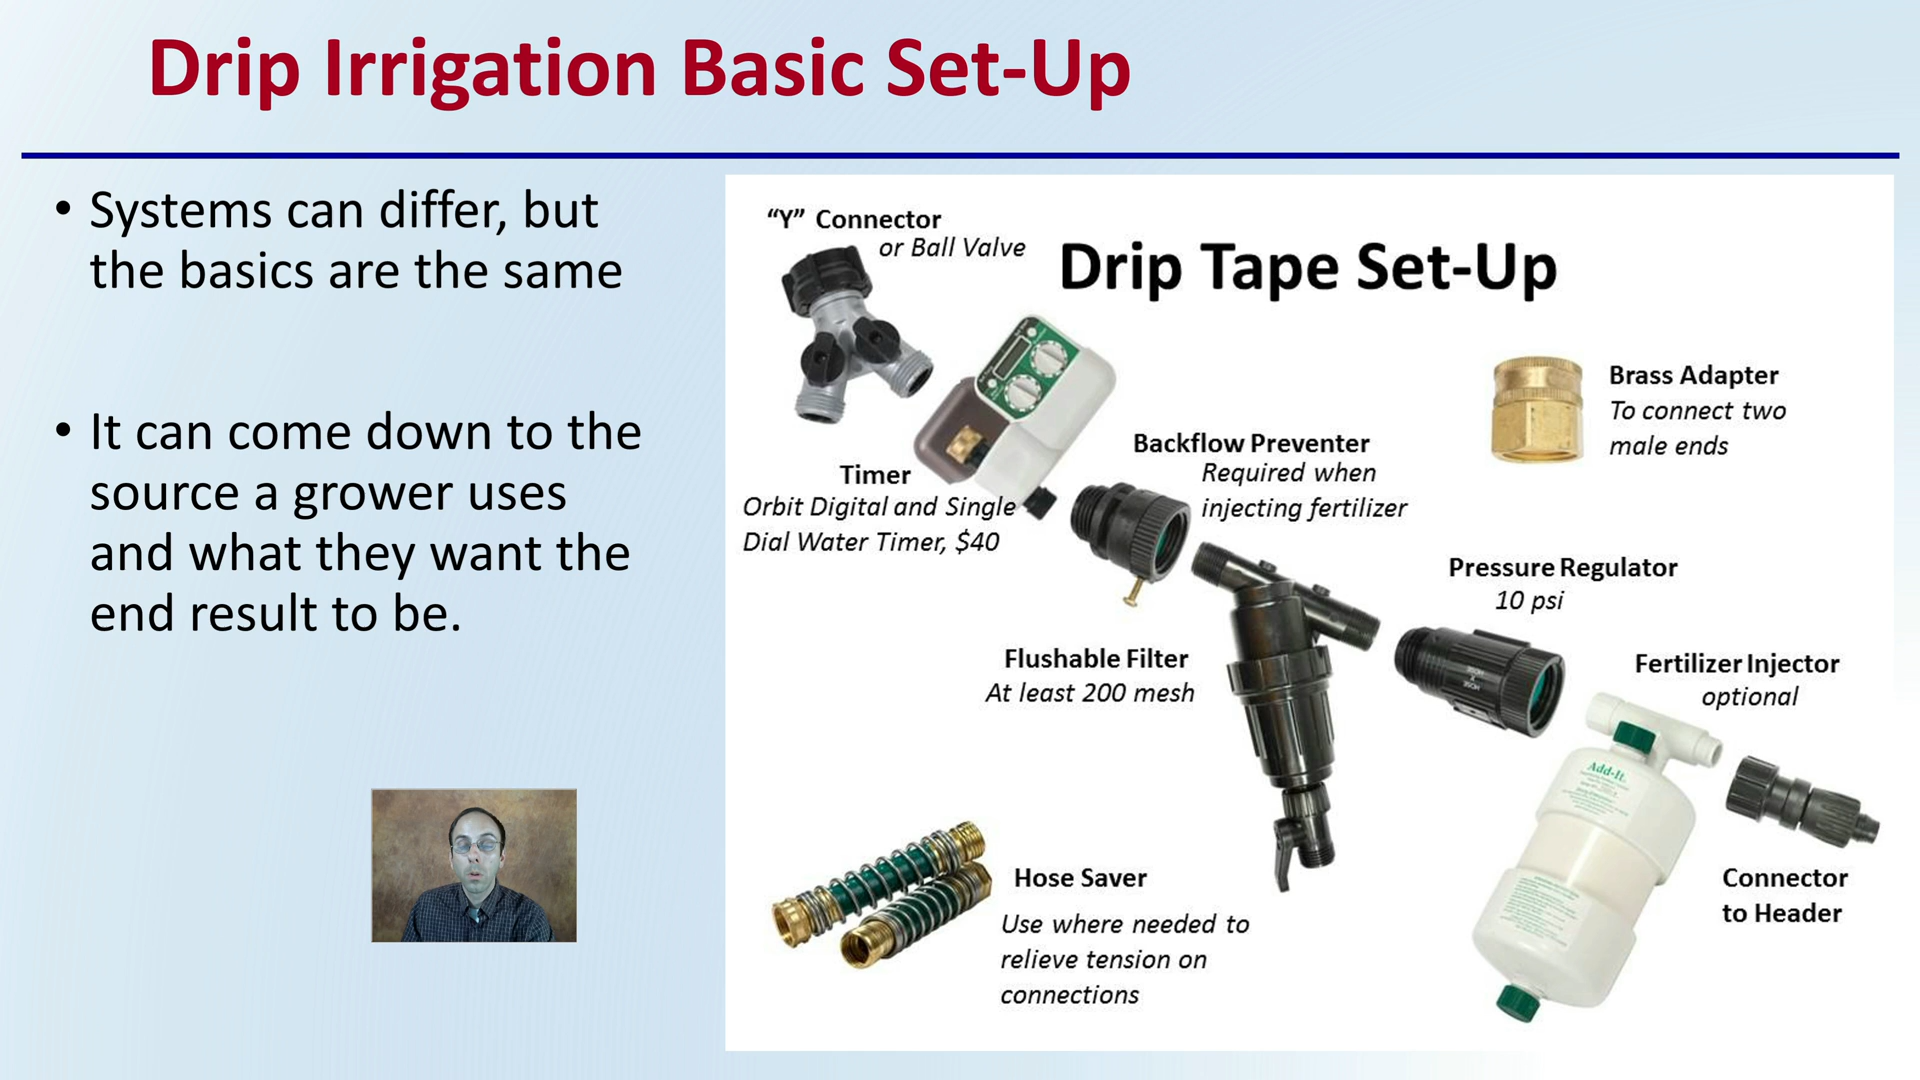 Drip Irrigation Basic Set-Up
• Systems can differ, but
the basics are the same
• It can come down to the
source a grower uses
and what they want the
end result to be.
“Y” Connector
or Ball Valve
Drip Tape Set-Up
Brass Adapter
To connect two
male ends
Backflow Preventer
Required when
injecting fertilizer
Timer
Orbit Digital and Single
Dial Water Timer, $40
Pressure Regulator
10 psi
Flushable Filter
At least 200 mesh
Fertilizer Injector
optional
Add-It.
Hose Saver
Use where needed to
relieve tension on
connections
Connector
to Header